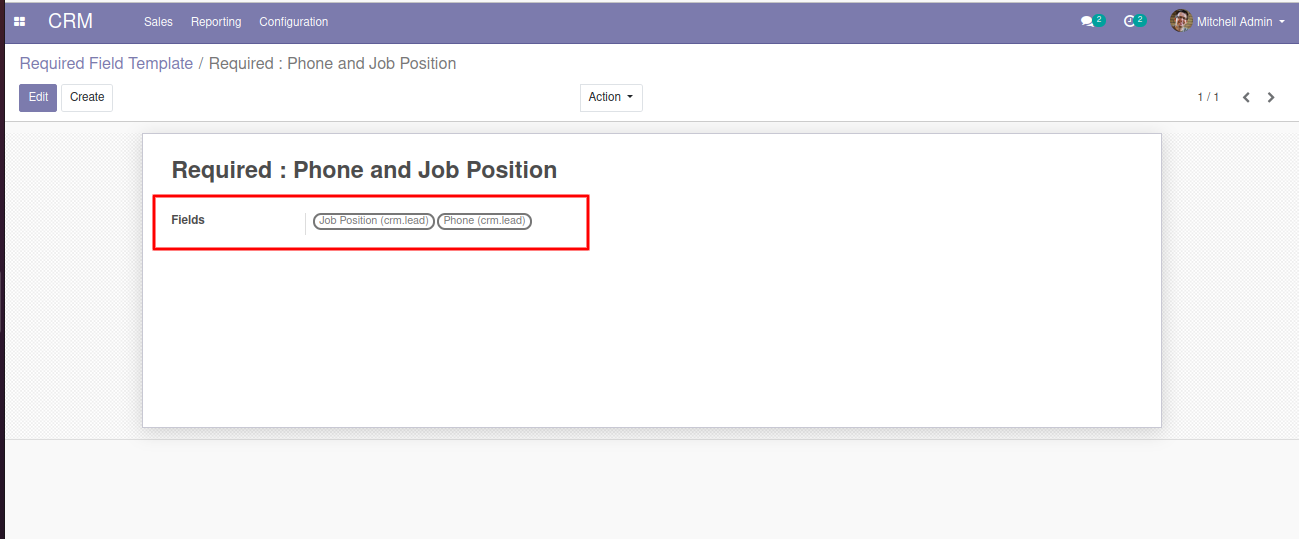 CRM Sales Reporting Configuration 2 2 Mitchell Admin
Required Field Template / Required : Phone and Job Position
Edit Create Action 1 / 1
Required : Phone and Job Position
Fields Job Position (crm.lead) Phone (crm.lead)